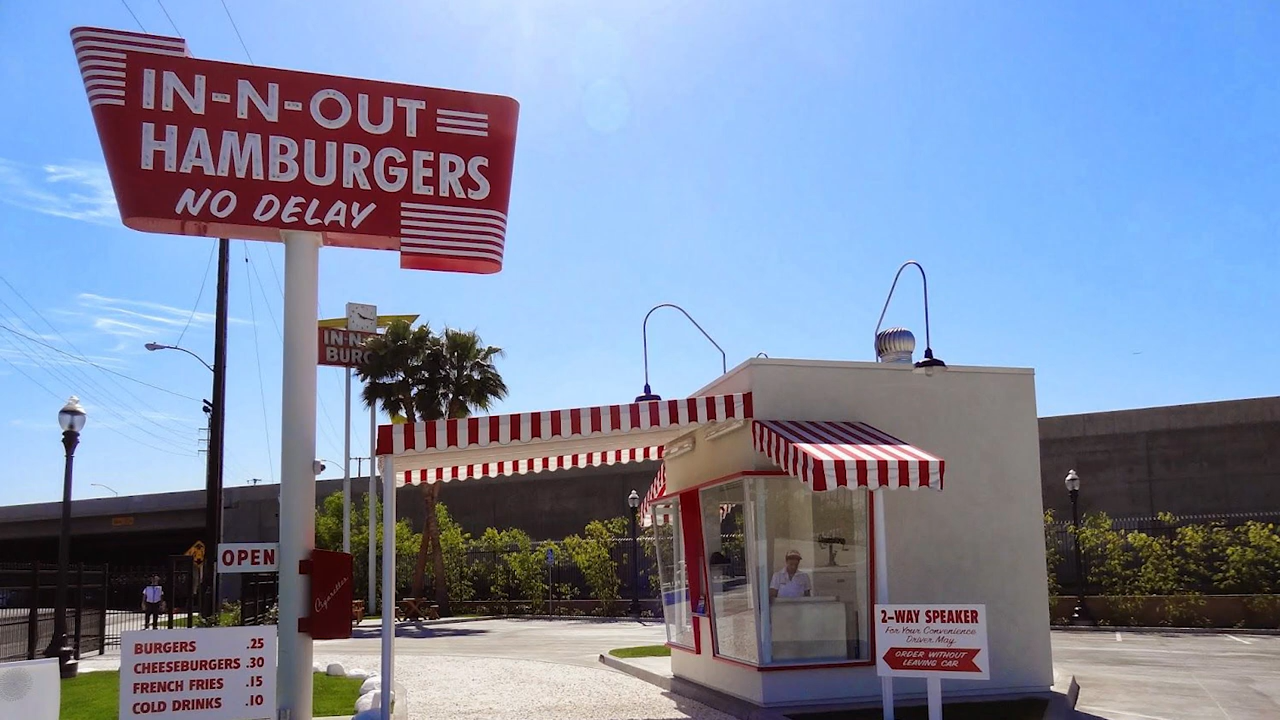 IN-N-OUT
HAMBURGERS
NO DELAY
IN-N
BURG
OPEN
Cigarettes
BURGERS .25
CHEESEBURGERS .30
FRENCH FRIES .15
COLD DRINKS .10
2-WAY SPEAKER
For Your Convenience
Driver May
ORDER WITHOUT
LEAVING CAR